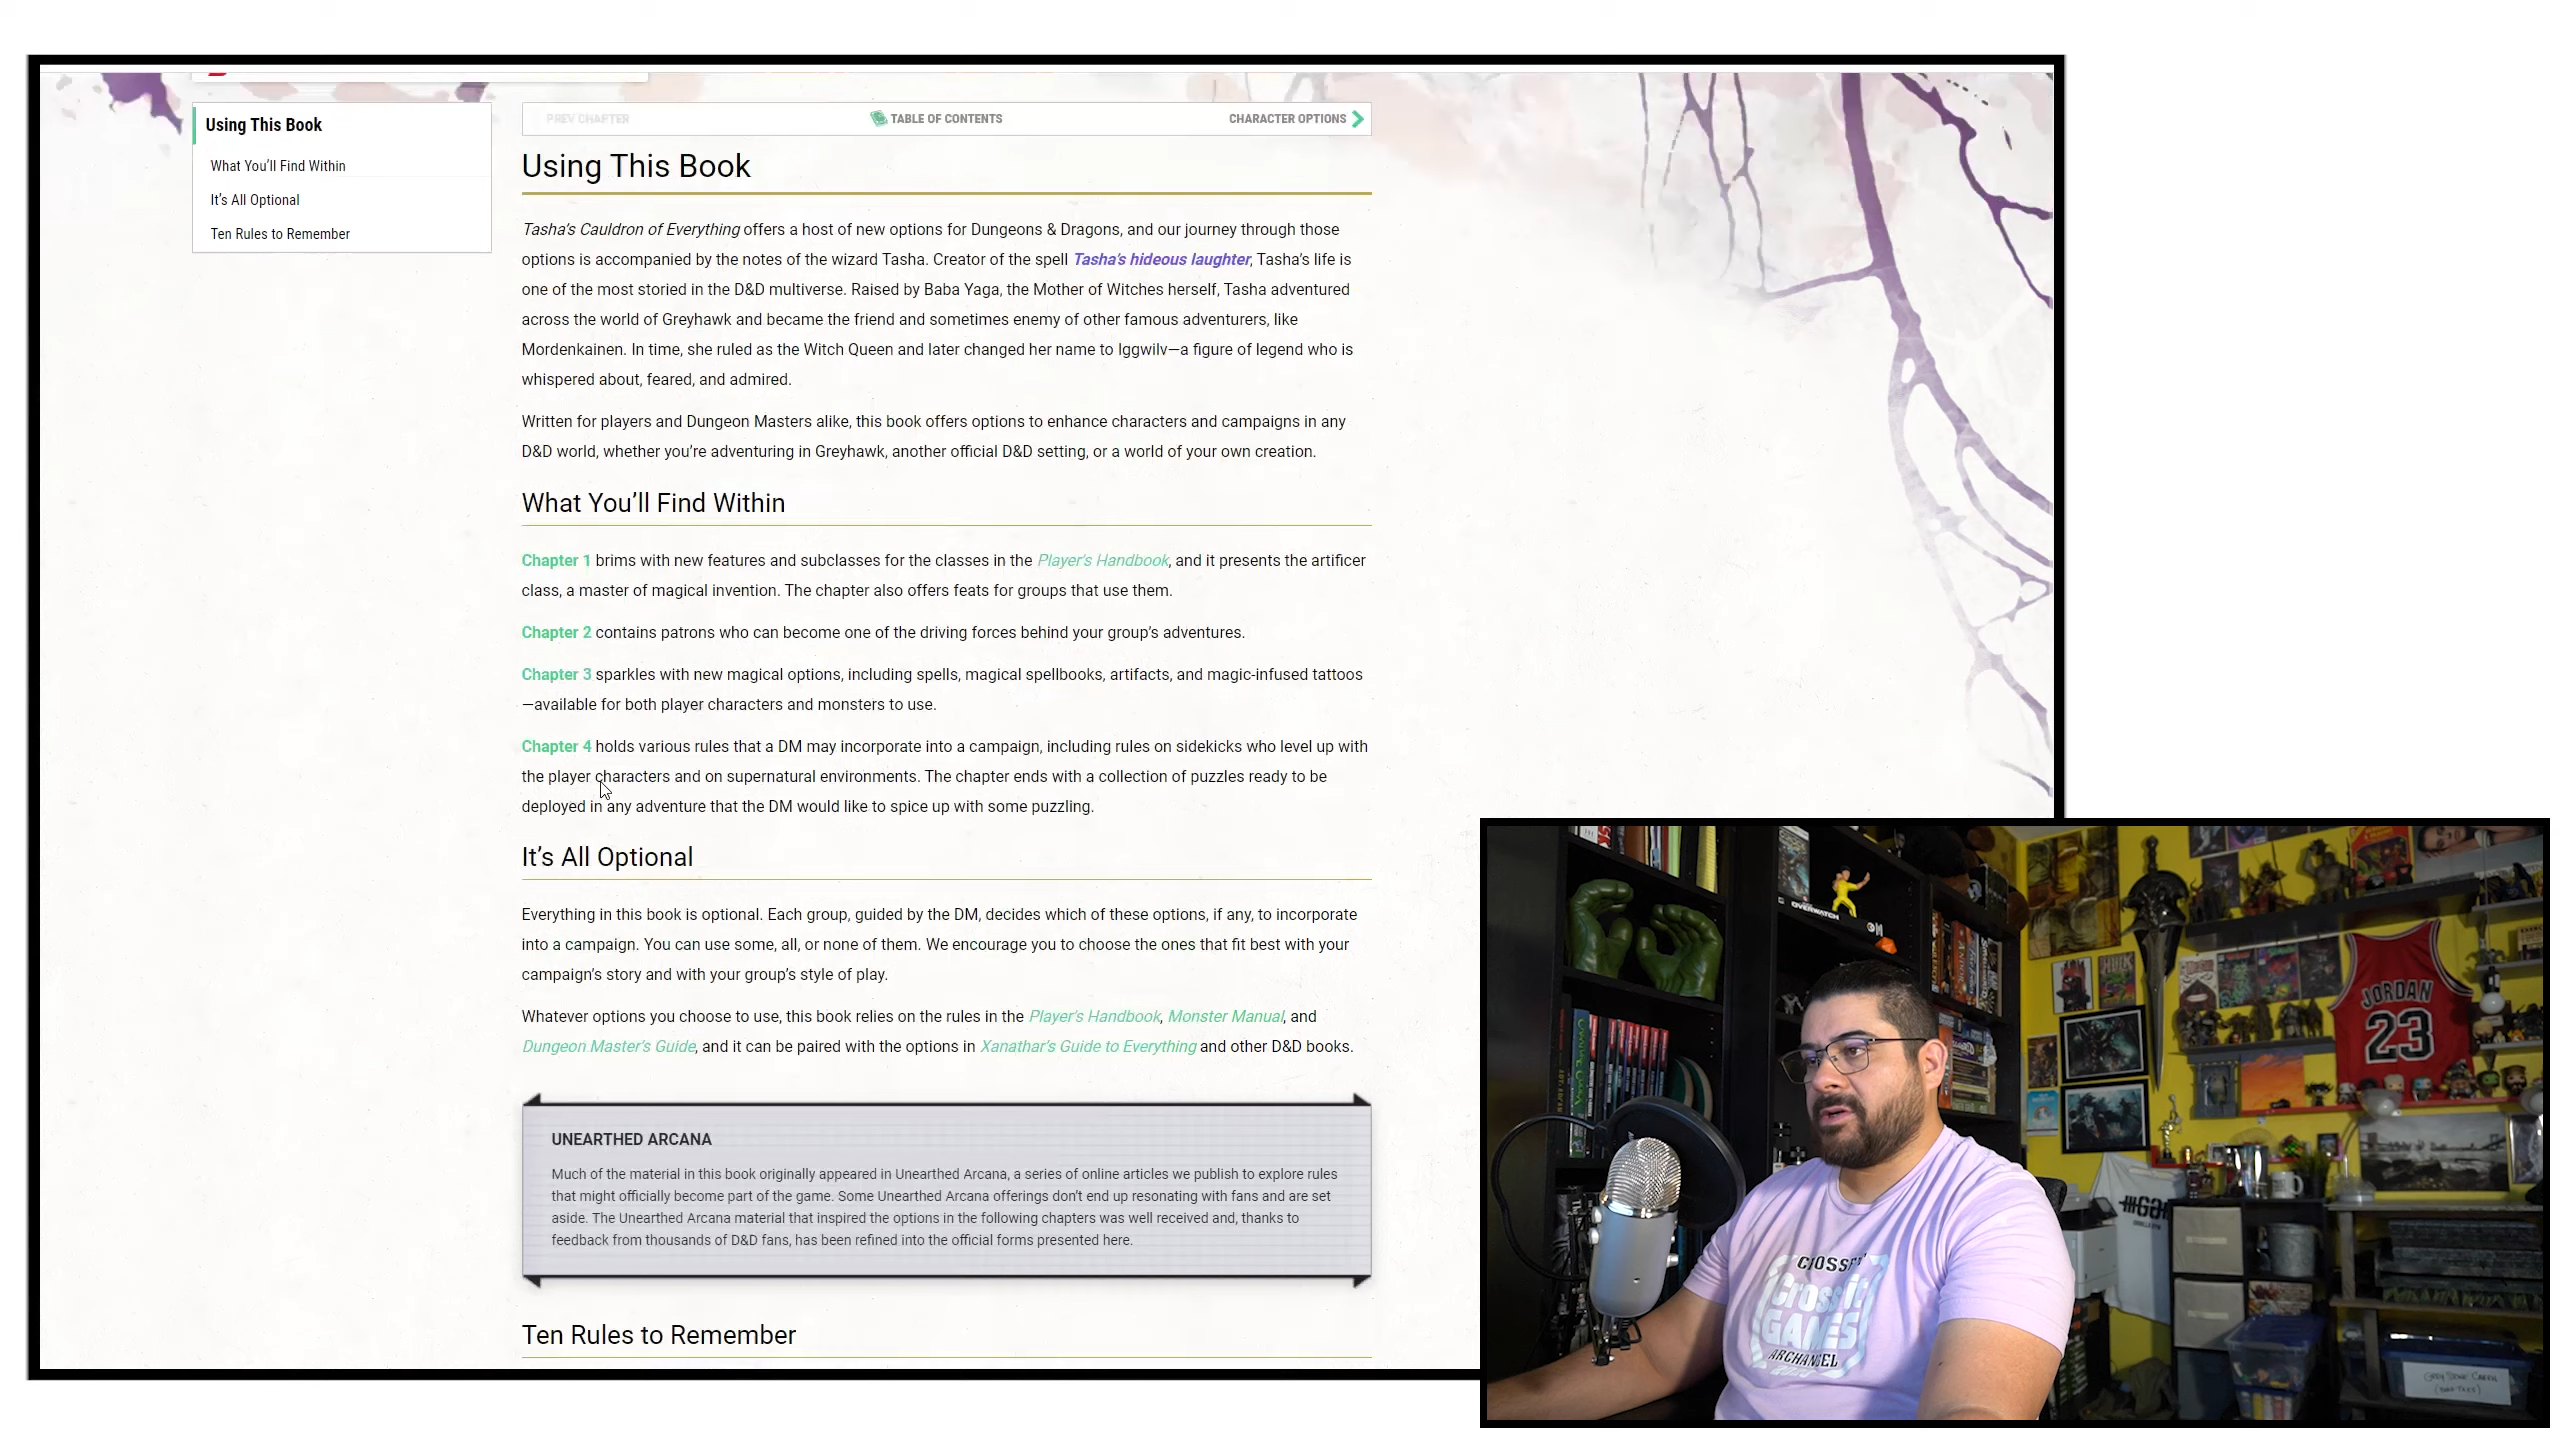 Using This Book
What You’ll Find Within
It’s All Optional
Ten Rules to Remember
PREV CHAPTER
TABLE OF CONTENTS
CHARACTER OPTIONS
Using This Book
Tasha’s Cauldron of Everything offers a host of new options for Dungeons & Dragons, and our journey through those
options is accompanied by the notes of the wizard Tasha. Creator of the spell Tasha’s hideous laughter, Tasha’s life is
one of the most storied in the D&D multiverse. Raised by Baba Yaga, the Mother of Witches herself, Tasha adventured
across the world of Greyhawk and became the friend and sometimes enemy of other famous adventurers, like
Mordenkainen. In time, she ruled as the Witch Queen and later changed her name to Iggwilv—a figure of legend who is
whispered about, feared, and admired.
Written for players and Dungeon Masters alike, this book offers options to enhance characters and campaigns in any
D&D world, whether you’re adventuring in Greyhawk, another official D&D setting, or a world of your own creation.
What You’ll Find Within
Chapter 1 brims with new features and subclasses for the classes in the Player’s Handbook, and it presents the artificer
class, a master of magical invention. The chapter also offers feats for groups that use them.
Chapter 2 contains patrons who can become one of the driving forces behind your group’s adventures.
Chapter 3 sparkles with new magical options, including spells, magical spellbooks, artifacts, and magic-infused tattoos
—available for both player characters and monsters to use.
Chapter 4 holds various rules that a DM may incorporate into a campaign, including rules on sidekicks who level up with
the player characters and on supernatural environments. The chapter ends with a collection of puzzles ready to be
deployed in any adventure that the DM would like to spice up with some puzzling.
It’s All Optional
Everything in this book is optional. Each group, guided by the DM, decides which of these options, if any, to incorporate
into a campaign. You can use some, all, or none of them. We encourage you to choose the ones that fit best with your
campaign’s story and with your group’s style of play.
Whatever options you choose to use, this book relies on the rules in the Player’s Handbook, Monster Manual, and
Dungeon Master’s Guide, and it can be paired with the options in Xanathar’s Guide to Everything and other D&D books.
UNEARTHED ARCANA
Much of the material in this book originally appeared in Unearthed Arcana, a series of online articles we publish to explore rules
that might officially become part of the game. Some Unearthed Arcana offerings don’t end up resonating with fans and are set
aside. The Unearthed Arcana material that inspired the options in the following chapters was well received and, thanks to
feedback from thousands of D&D fans, has been refined into the official forms presented here.
Ten Rules to Remember
OVERWATCH
HULK
JORDAN
23
CrossFit
GAMES
ARCHANGEL